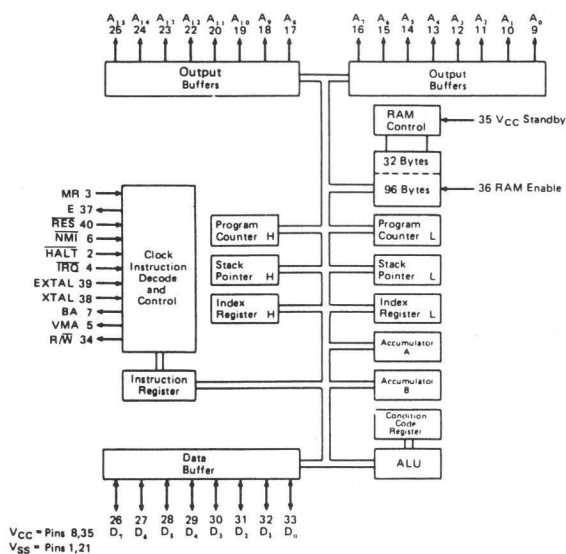 A₁₅ A₁₄ A₁₃ A₁₂ A₁₁ A₁₀ A₉ A₈
25 24 23 22 20 19 18 17
A₇ A₆ A₅ A₄ A₃ A₂ A₁ A₀
16 15 14 13 12 11 10 9
Output
Buffers
Output
Buffers
RAM
Control
35 VCC Standby
32 Bytes
96 Bytes
36 RAM Enable
MR 3
E 37
R̅E̅S̅ 40
N̅M̅I̅ 6
H̅A̅L̅T̅ 2
I̅R̅Q̅ 4
EXTAL 39
XTAL 38
BA 7
VMA 5
R/W̅ 34
Clock
Instruction
Decode
and
Control
Program
Counter H
Program
Counter L
Stack
Pointer H
Stack
Pointer L
Index
Register H
Index
Register L
Accumulator
A
Instruction
Register
Accumulator
B
Condition
Code
Register
ALU
Data
Buffer
26 27 28 29 30 31 32 33
D₇ D₆ D₅ D₄ D₃ D₂ D₁ D₀
VCC = Pins 8,35
VSS = Pins 1,21